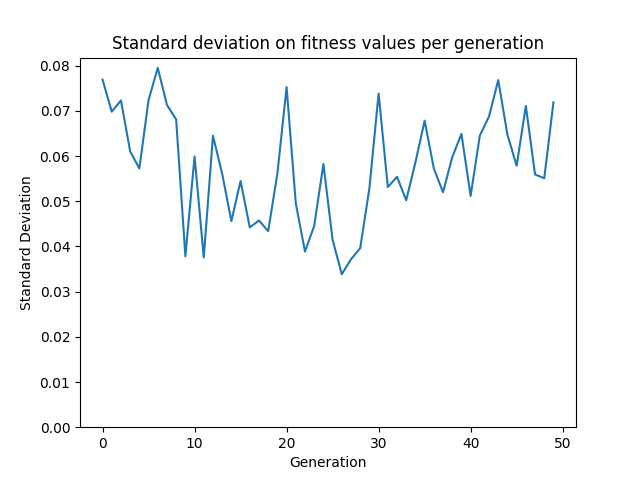 Standard deviation on fitness values per generation
0.08
0.07
0.06
0.05
0.04
0.03
0.02
0.01
0.00
Standard Deviation
0 10 20 30 40 50
Generation